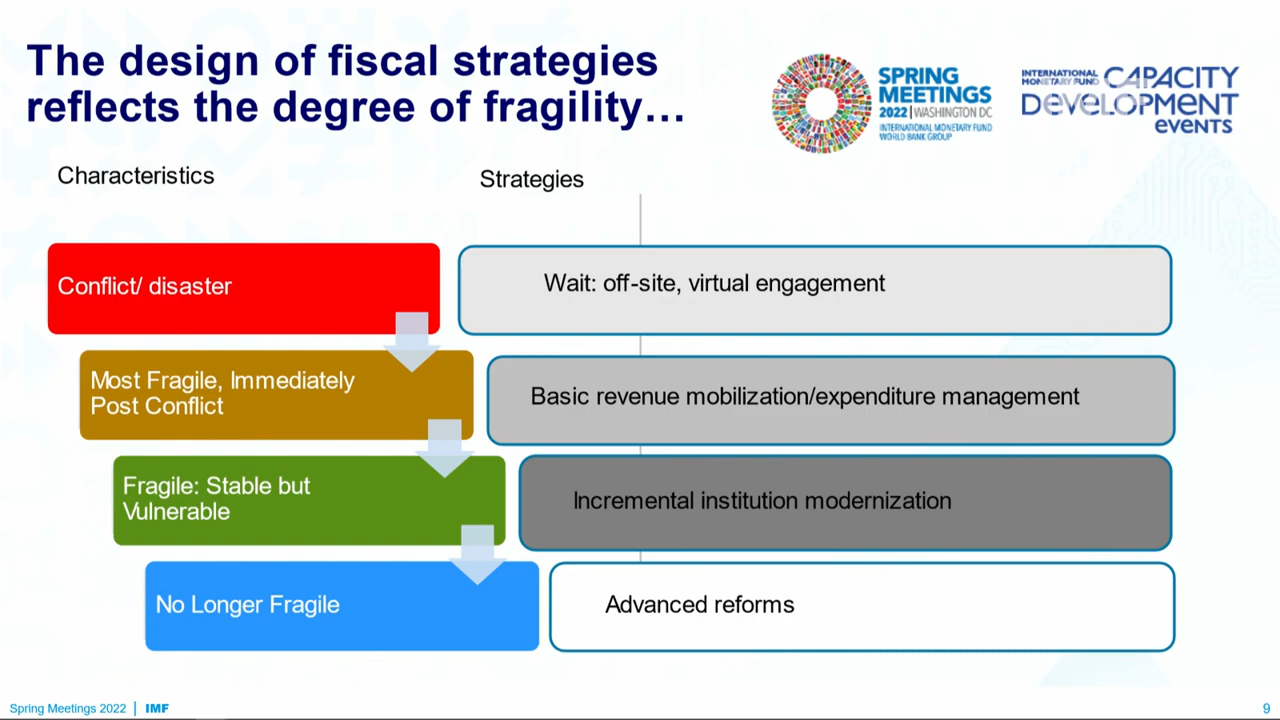 The design of fiscal strategies
reflects the degree of fragility…
SPRING
MEETINGS
2022 | WASHINGTON DC
INTERNATIONAL MONETARY FUND
WORLD BANK GROUP
INTERNATIONAL
MONETARY FUND CAPACITY
DEVELOPMENT
EVENTS
Characteristics
Strategies
Conflict/ disaster
Wait: off-site, virtual engagement
Most Fragile, Immediately
Post Conflict
Basic revenue mobilization/expenditure management
Fragile: Stable but
Vulnerable
Incremental institution modernization
No Longer Fragile
Advanced reforms
Spring Meetings 2022 | IMF
9